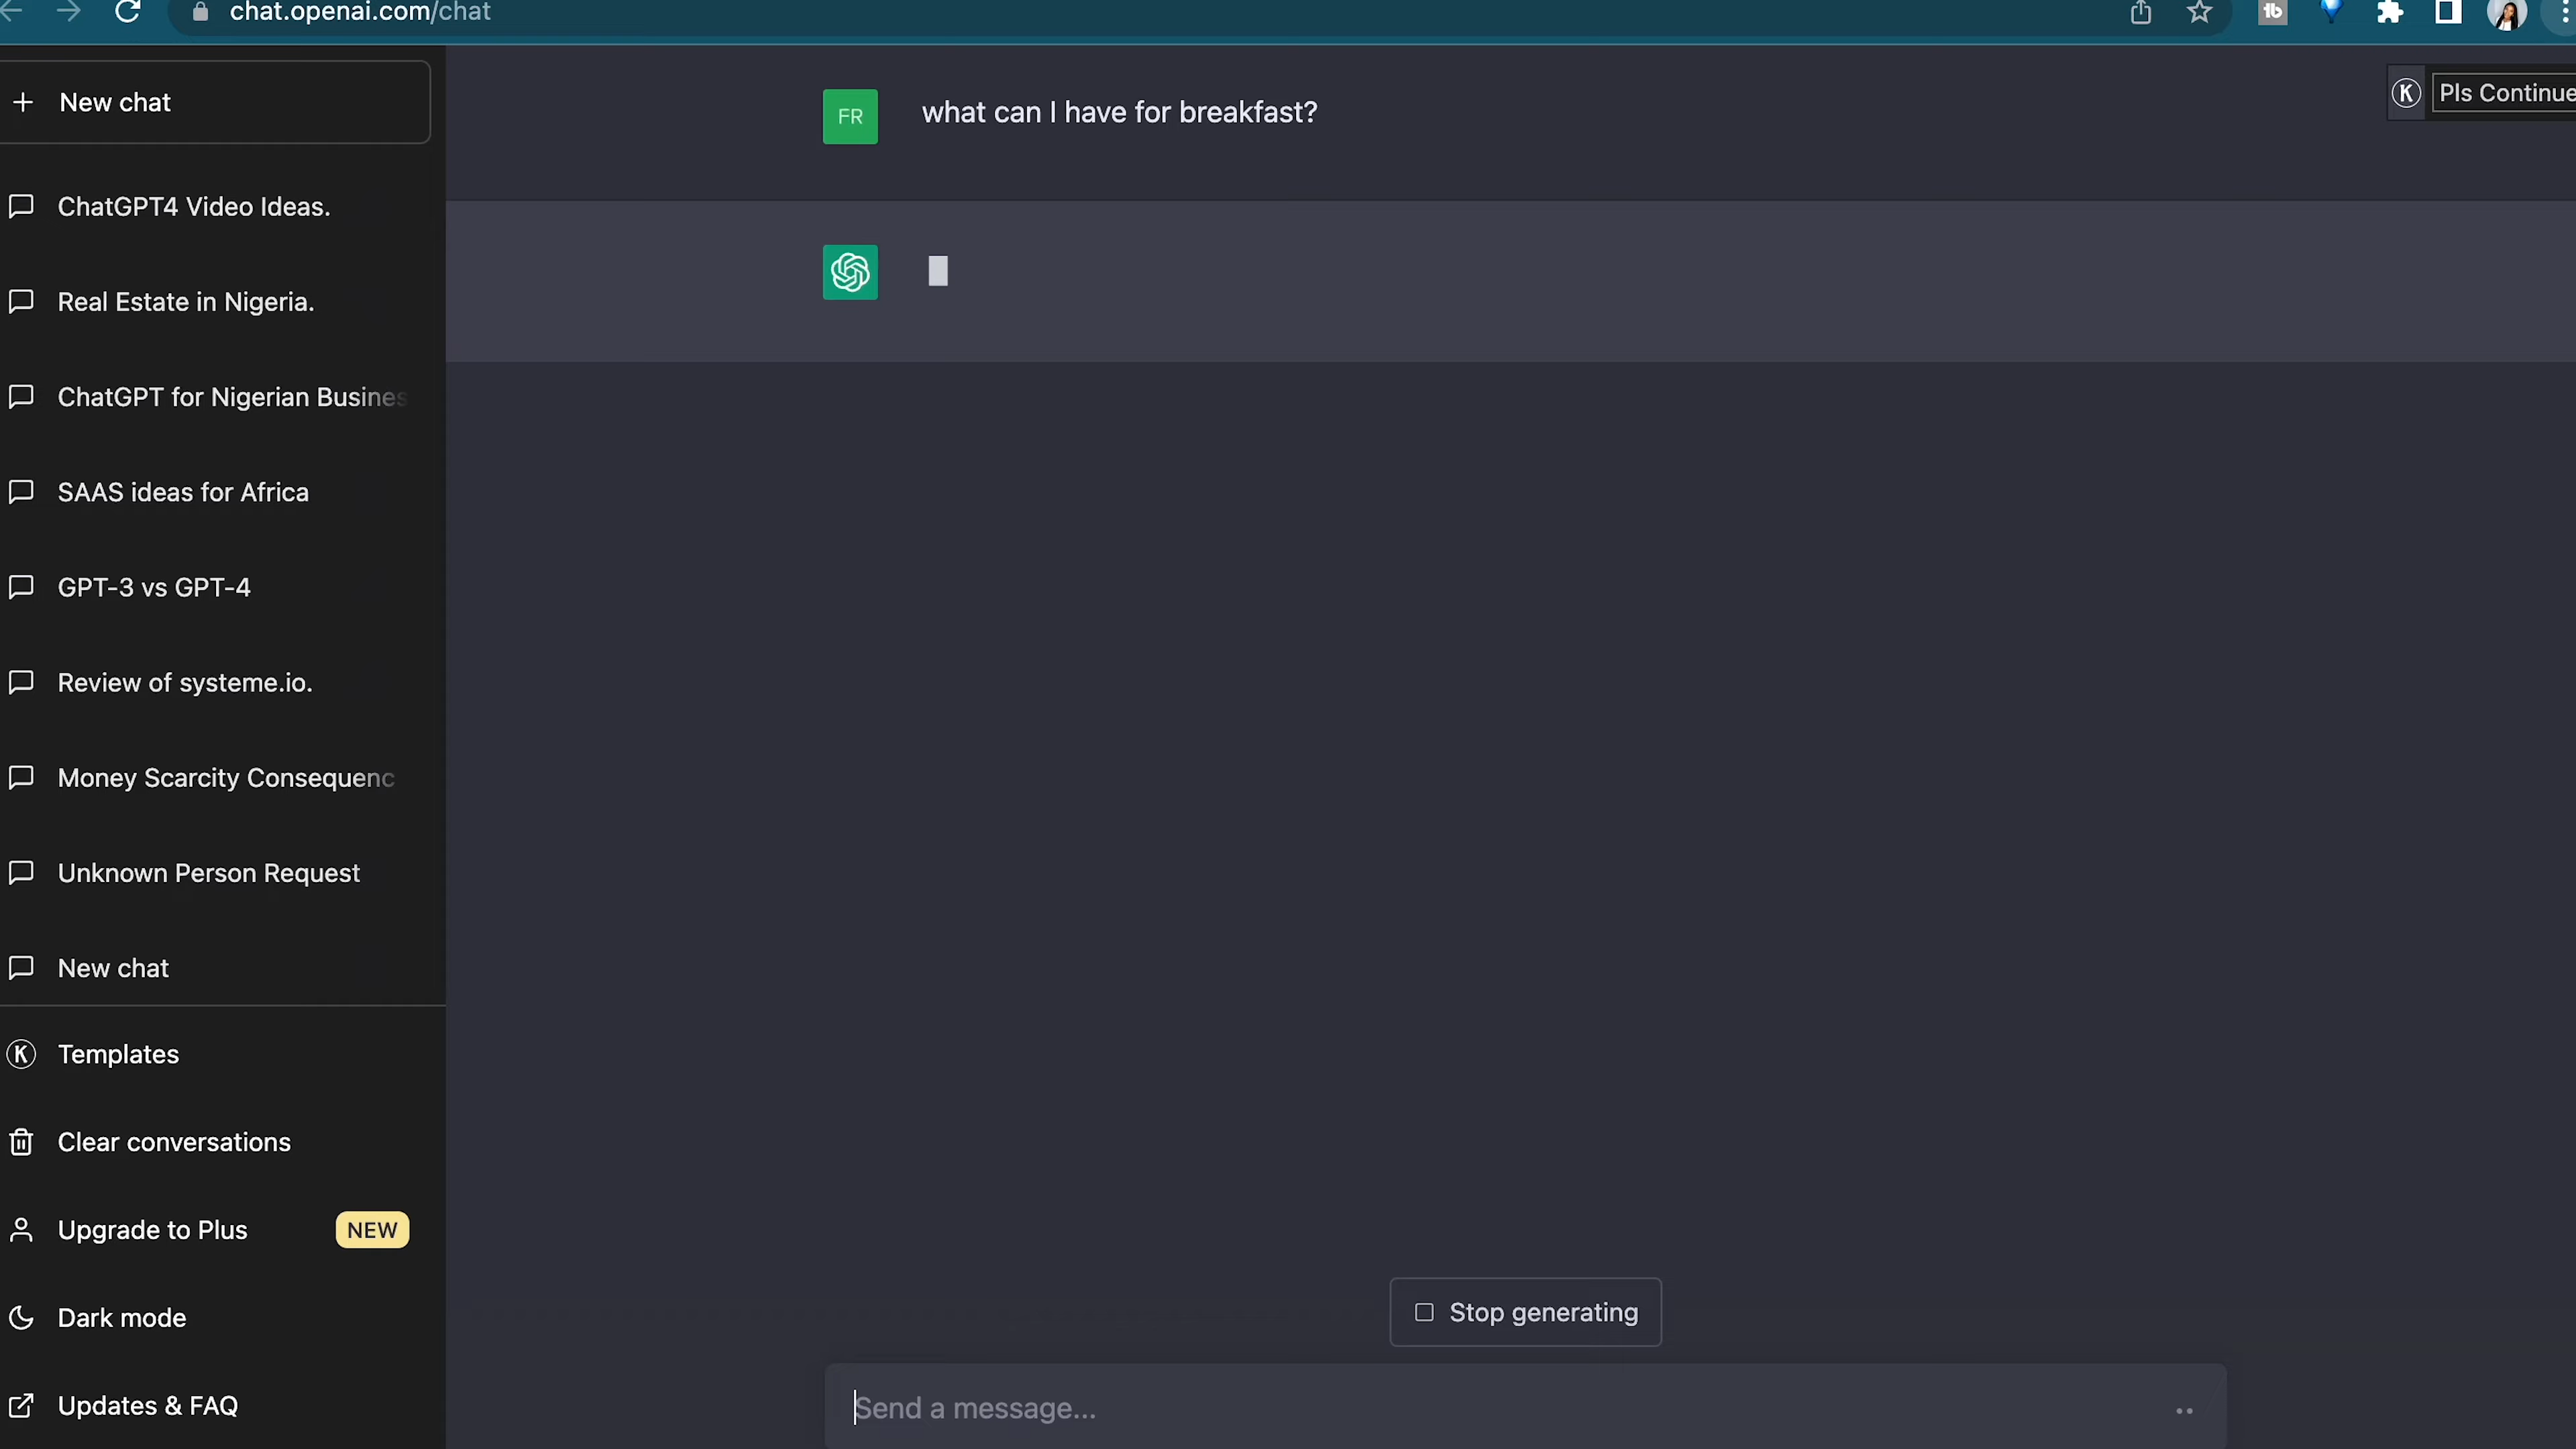 chat.openai.com/chat
New chat
ChatGPT4 Video Ideas.
Real Estate in Nigeria.
ChatGPT for Nigerian Busines
SAAS ideas for Africa
GPT-3 vs GPT-4
Review of systeme.io.
Money Scarcity Consequenc
Unknown Person Request
New chat
K Templates
Clear conversations
Upgrade to Plus NEW
Dark mode
Updates & FAQ
tb
K Pls Continue
FR what can I have for breakfast?
Stop generating
Send a message...